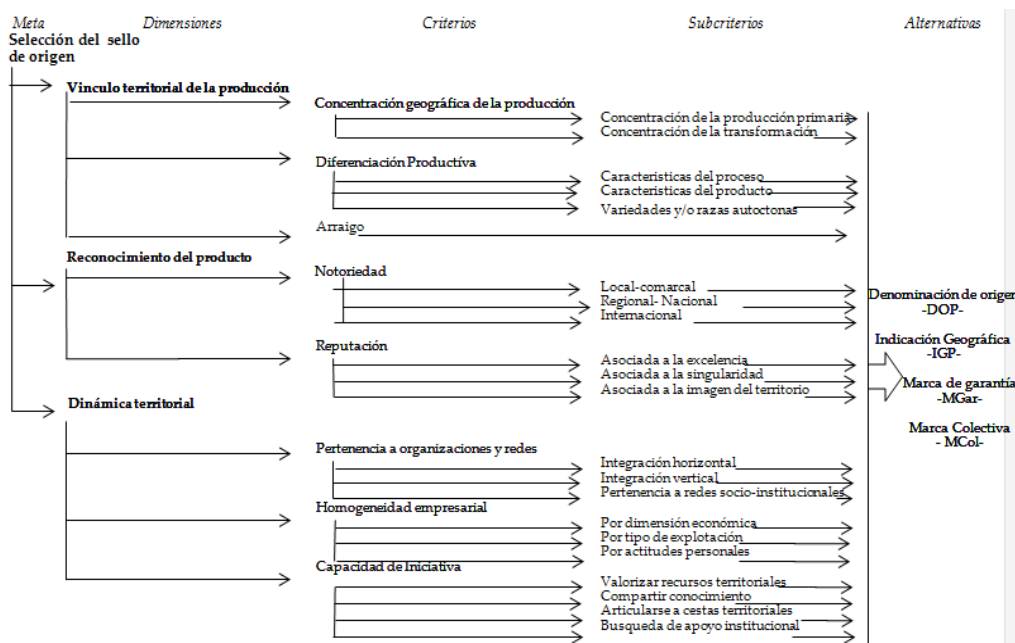 Meta Dimensiones Criterios Subcriterios Alternativas
Selección del sello
de origen
Vinculo territorial de la producción
Concentración geográfica de la producción
Concentración de la producción primaria
Concentración de la transformación
Diferenciación Productíva
Caracteristicas del proceso
Caracteristicas del producto
Variedades y/o razas autoctonas
Arraigo
Reconocimiento del producto
Notoriedad
Local-comarcal
Regional- Nacional
Internacional
Reputación
Asociada a la excelencia
Asociada a la singularidad
Asociada a la imagen del territorio
Dinámica territorial
Pertenencia a organizaciones y redes
Integración horizontal
Integración vertical
Pertenencia a redes socio-institucionales
Homogeneidad empresarial
Por dimensión económica
Por tipo de explotación
Por actitudes personales
Capacidad de Iniciativa
Valorizar recursos territoriales
Compartir conocimiento
Articularse a cestas territoriales
Busqueda de apoyo institucional
Denominación de origen
-DOP-
Indicación Geográfica
-IGP-
Marca de garantía
-MGar-
Marca Colectiva
- MCol-